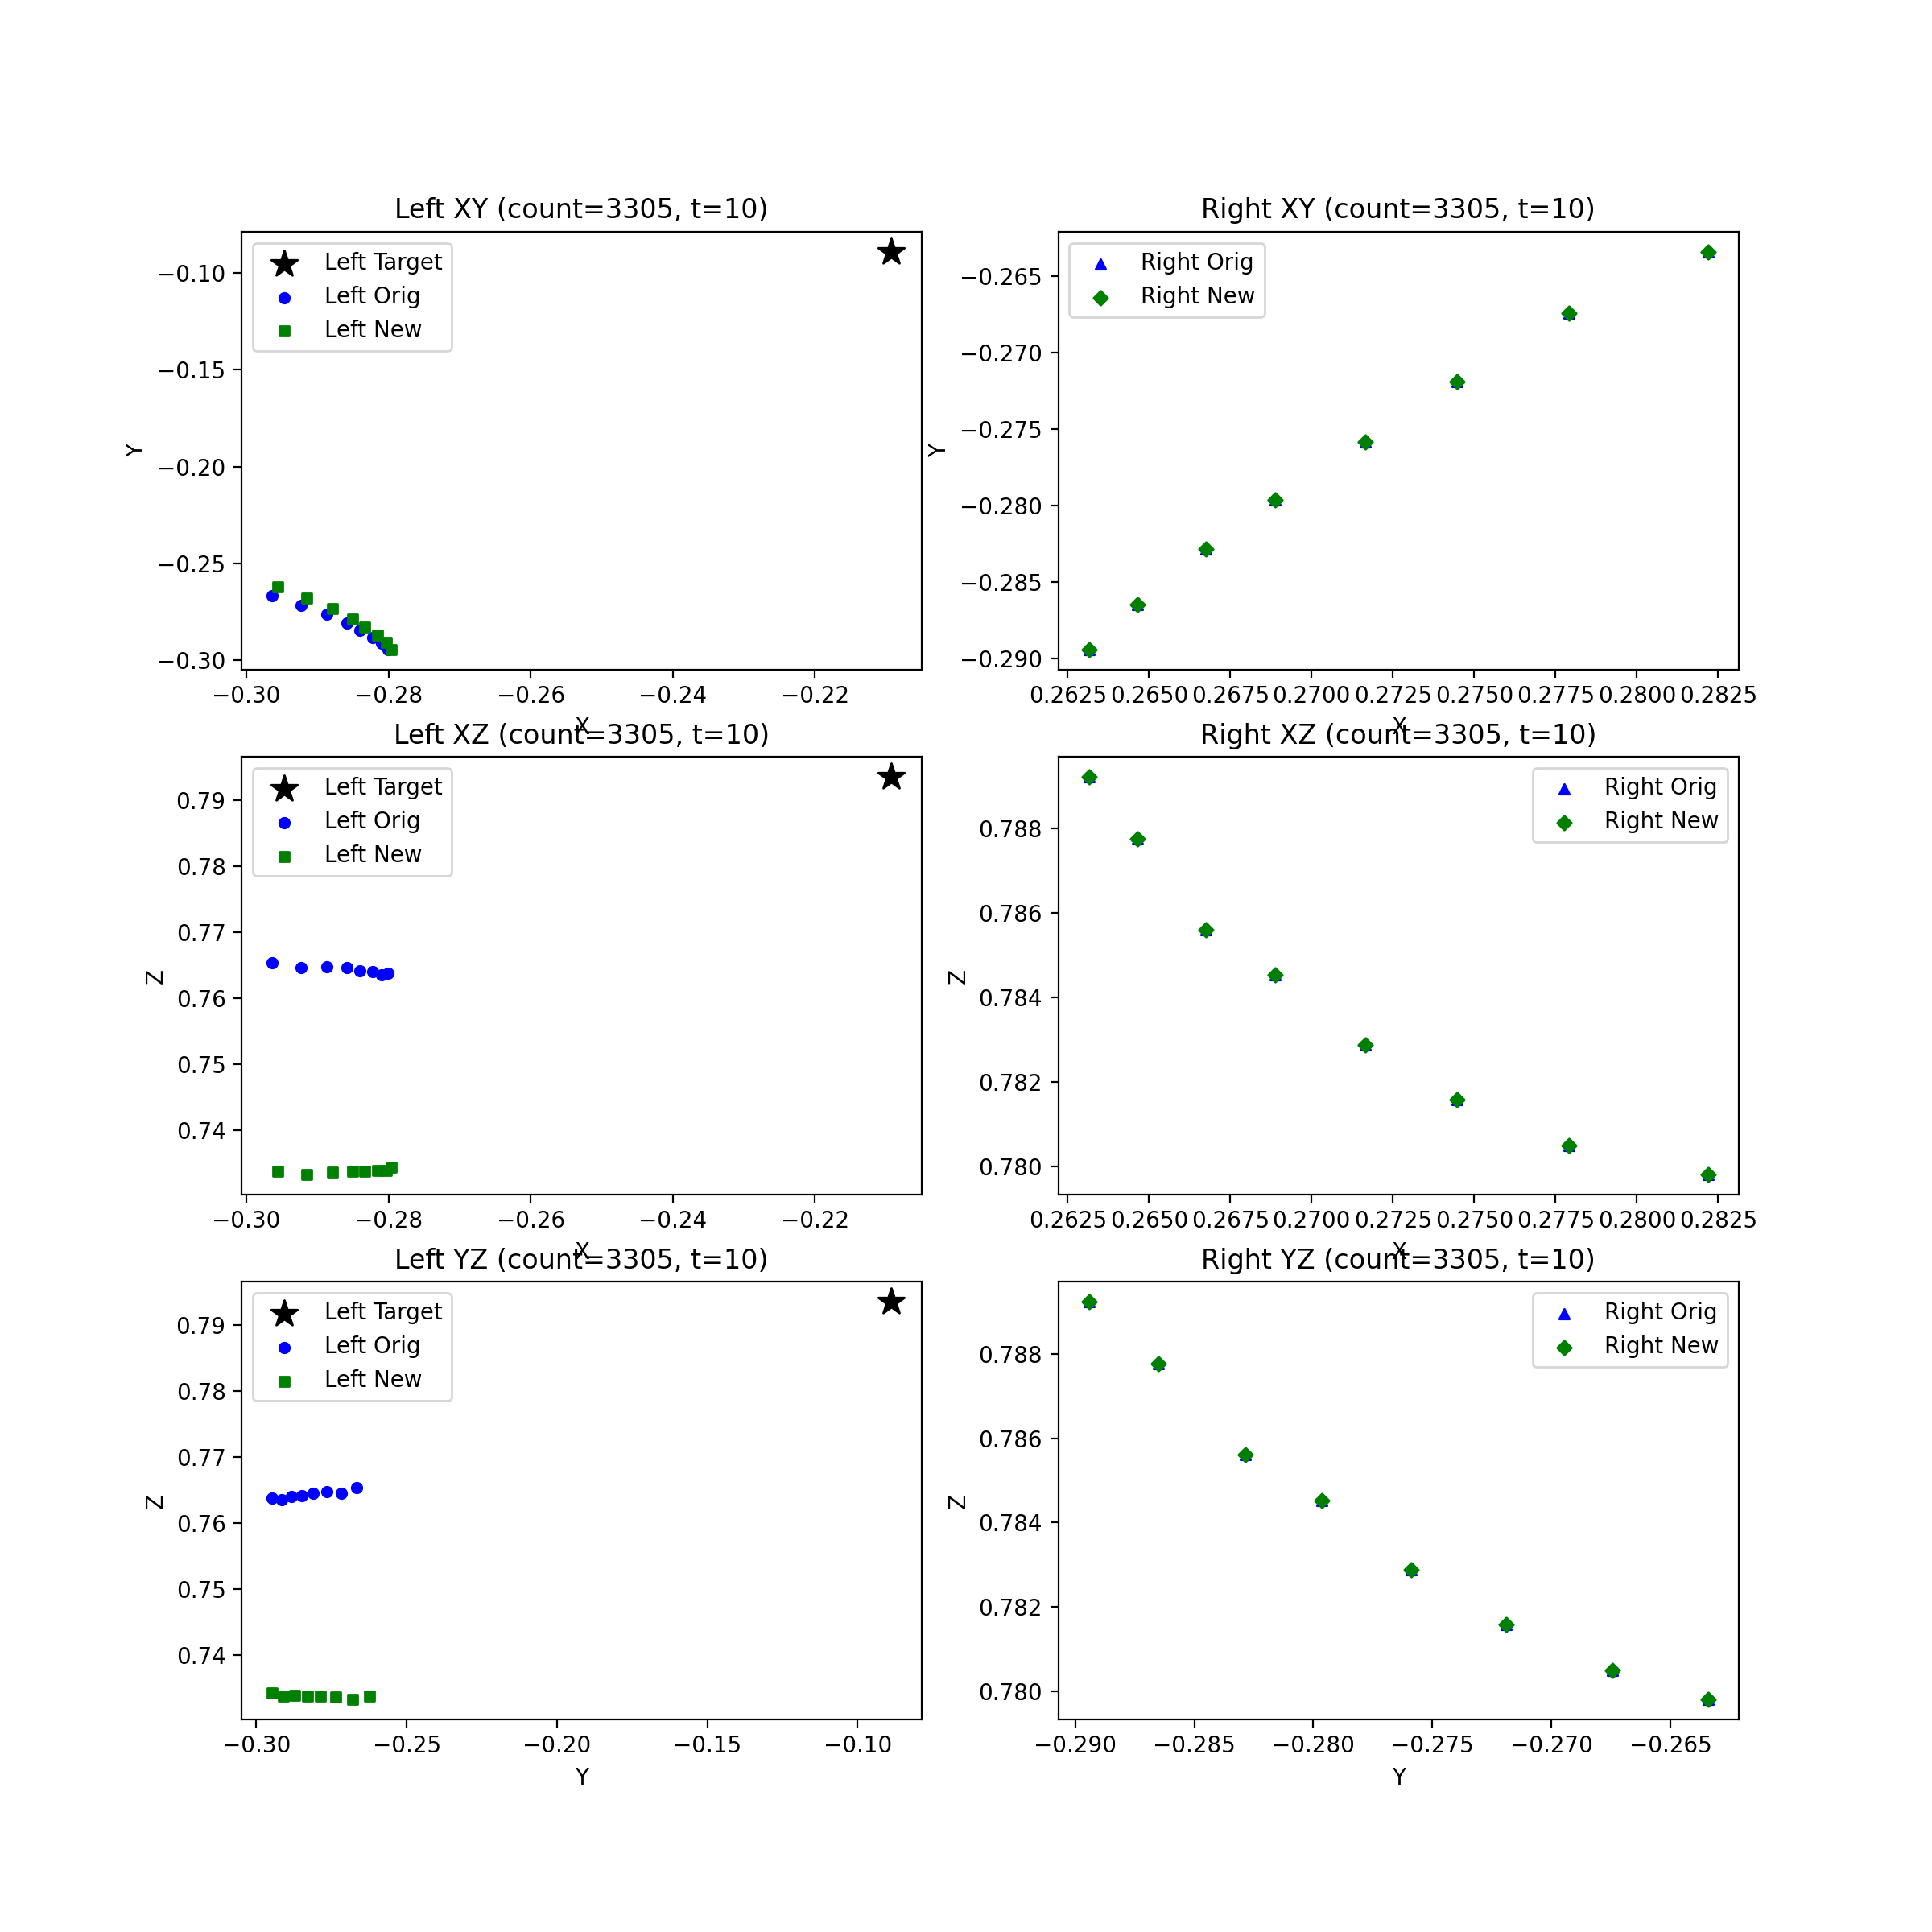 Left XY (count=3305, t=10)
Left Target
Left Orig
Left New
−0.10
−0.15
−0.20
−0.25
−0.30
Y
−0.30 −0.28 −0.26 −0.24 −0.22
X
Right XY (count=3305, t=10)
Right Orig
Right New
−0.265
−0.270
−0.275
−0.280
−0.285
−0.290
Y
0.2625 0.2650 0.2675 0.2700 0.2725 0.2750 0.2775 0.2800 0.2825
X
Left XZ (count=3305, t=10)
Left Target
Left Orig
Left New
0.79
0.78
0.77
0.76
0.75
0.74
Z
−0.30 −0.28 −0.26 −0.24 −0.22
X
Right XZ (count=3305, t=10)
Right Orig
Right New
0.788
0.786
0.784
0.782
0.780
Z
0.2625 0.2650 0.2675 0.2700 0.2725 0.2750 0.2775 0.2800 0.2825
X
Left YZ (count=3305, t=10)
Left Target
Left Orig
Left New
0.79
0.78
0.77
0.76
0.75
0.74
Z
−0.30 −0.25 −0.20 −0.15 −0.10
Y
Right YZ (count=3305, t=10)
Right Orig
Right New
0.788
0.786
0.784
0.782
0.780
Z
−0.290 −0.285 −0.280 −0.275 −0.270 −0.265
Y